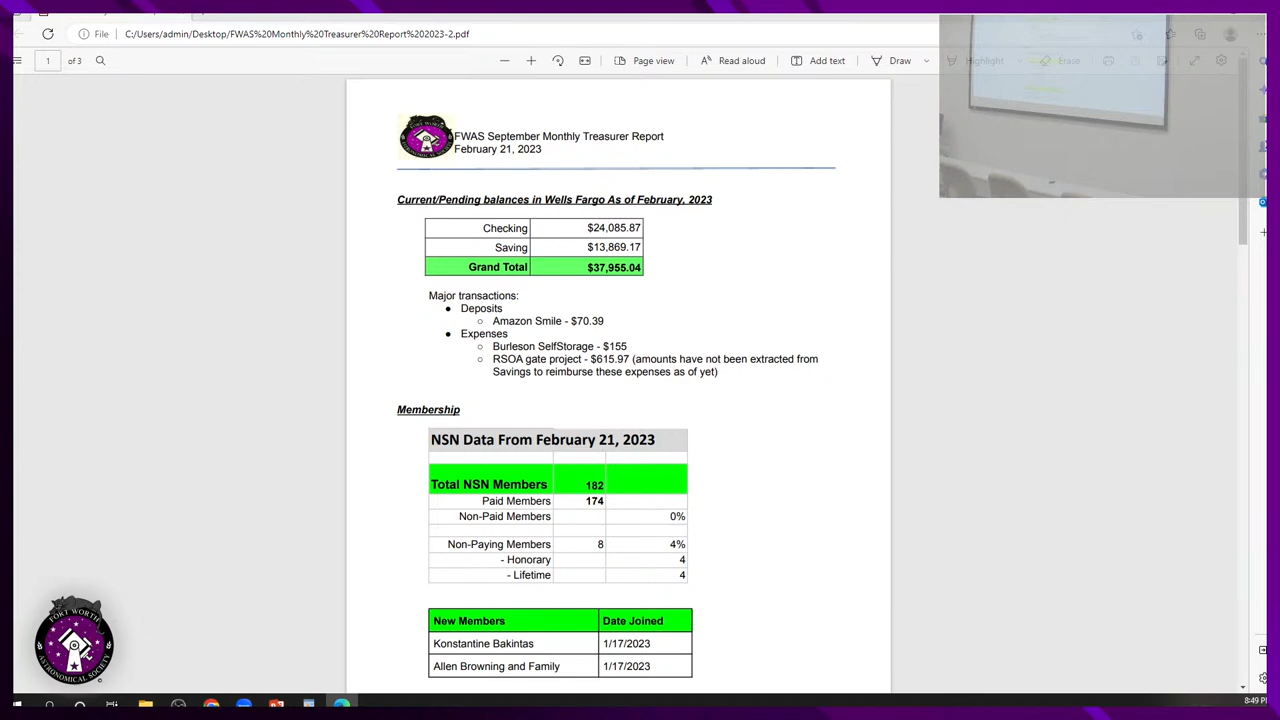 File
C:/Users/admin/Desktop/FWAS%20Monthly%20Treasurer%20Report%202023-2.pdf
1 of 3
Page view
Read aloud
Add text
Draw
Highlight
Erase
FWAS September Monthly Treasurer Report
February 21, 2023
Current/Pending balances in Wells Fargo As of February, 2023
Checking $24,085.87
Saving $13,869.17
Grand Total $37,955.04
Major transactions:
● Deposits
○ Amazon Smile - $70.39
● Expenses
○ Burleson SelfStorage - $155
○ RSOA gate project - $615.97 (amounts have not been extracted from
Savings to reimburse these expenses as of yet)
Membership
NSN Data From February 21, 2023
Total NSN Members 182
Paid Members 174
Non-Paid Members 0%
Non-Paying Members 8 4%
- Honorary 4
- Lifetime 4
New Members Date Joined
Konstantine Bakintas 1/17/2023
Allen Browning and Family 1/17/2023
FORT WORTH
ASTRONOMICAL SOCIETY
8:49 PM